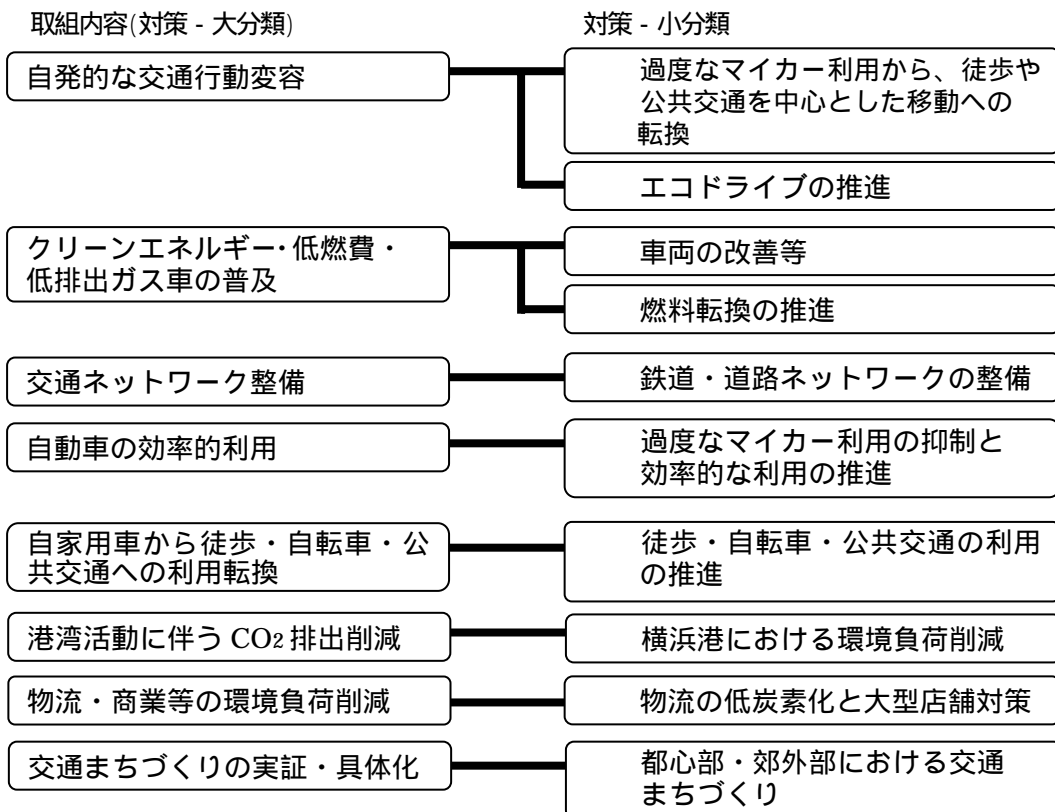 取組内容(対策 - 大分類)
対策 - 小分類
自発的な交通行動変容
過度なマイカー利用から、徒歩や
公共交通を中心とした移動への
転換
エコドライブの推進
クリーンエネルギー・低燃費・
低排出ガス車の普及
車両の改善等
燃料転換の推進
交通ネットワーク整備
鉄道・道路ネットワークの整備
自動車の効率的利用
過度なマイカー利用の抑制と
効率的な利用の推進
自家用車から徒歩・自転車・公
共交通への利用転換
徒歩・自転車・公共交通の利用
の推進
港湾活動に伴う CO2 排出削減
横浜港における環境負荷削減
物流・商業等の環境負荷削減
物流の低炭素化と大型店舗対策
交通まちづくりの実証・具体化
都心部・郊外部における交通
まちづくり